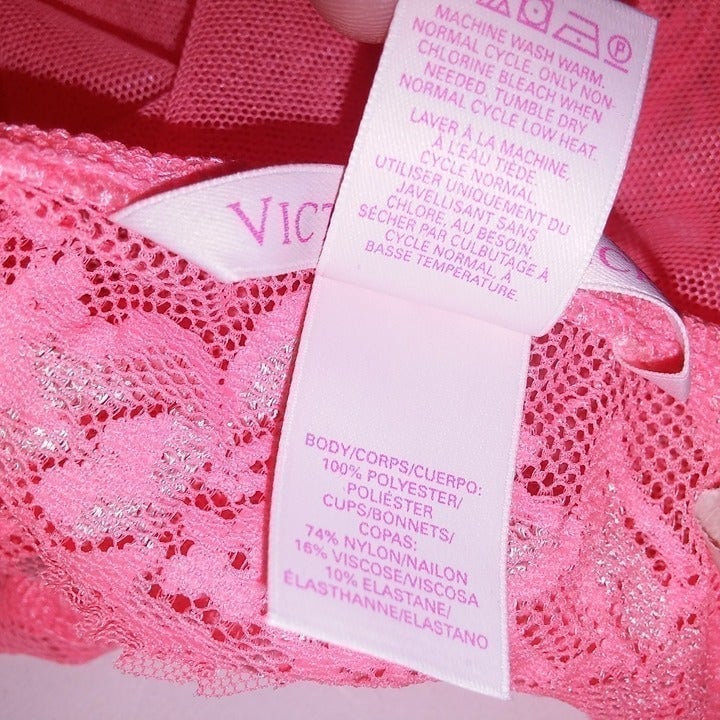 MACHINE WASH WARM.
NORMAL CYCLE. ONLY NON-
CHLORINE BLEACH WHEN
NEEDED. TUMBLE DRY
NORMAL CYCLE LOW HEAT.
LAVER À LA MACHINE,
À L'EAU TIÈDE,
CYCLE NORMAL.
UTILISER UNIQUEMENT DU
JAVELLISANT SANS
CHLORE, AU BESOIN.
SÉCHER PAR CULBUTAGE À
CYCLE NORMAL, À
BASSE TEMPÉRATURE.
VICT
BODY/CORPS/CUERPO:
100% POLYESTER/
POLIÉSTER
CUPS/BONNETS/
COPAS:
74% NYLON/NAILON
16% VISCOSE/VISCOSA
10% ELASTANE/
ÉLASTHANNE/ELASTANO